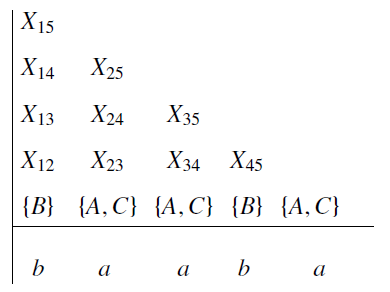 X15
X14 X25
X13 X24 X35
X12 X23 X34 X45
{B} {A, C} {A, C} {B} {A, C}
b a a b a